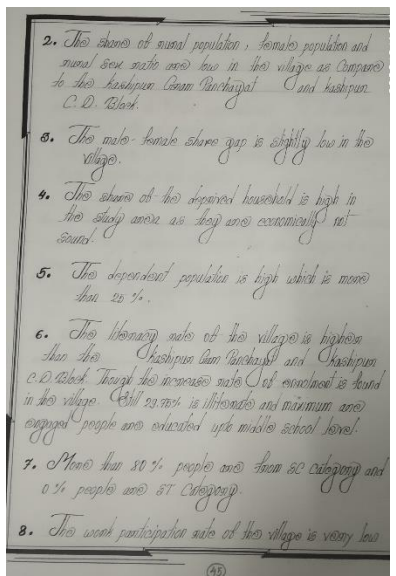 2. The share of rural population, female population and
rural sex ratio are low in the village as compare
to the Kashipur Gram Panchayat and Kashipur
C.D. Block.
3. The male-female share gap is slightly low in the
village.
4. The share of the deprived household is high in
the study area as they are economically not
sound.
5. The dependent population is high which is more
than 25 %.
6. The literacy rate of the village is higher
than the Kashipur Gam Panchayat and Kashipur
C.D. Block. Though the increase rate of enrolment is found
in the village. Still 29.75% is illiterate and maximum are
engaged people are educated upto middle school level.
7. More than 80 % people are from SC category and
0 % people are ST Category.
8. The work participation rate of the village is very low
45